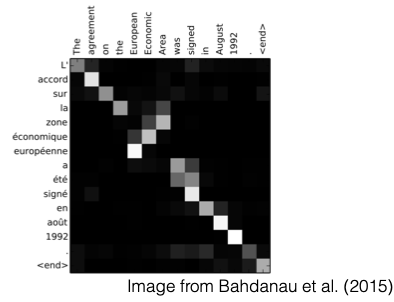 The agreement on the European Economic Area was signed in August 1992 . <end>
L'
accord
sur
la
zone
économique
européenne
a
été
signé
en
août
1992
.
<end>
Image from Bahdanau et al. (2015)